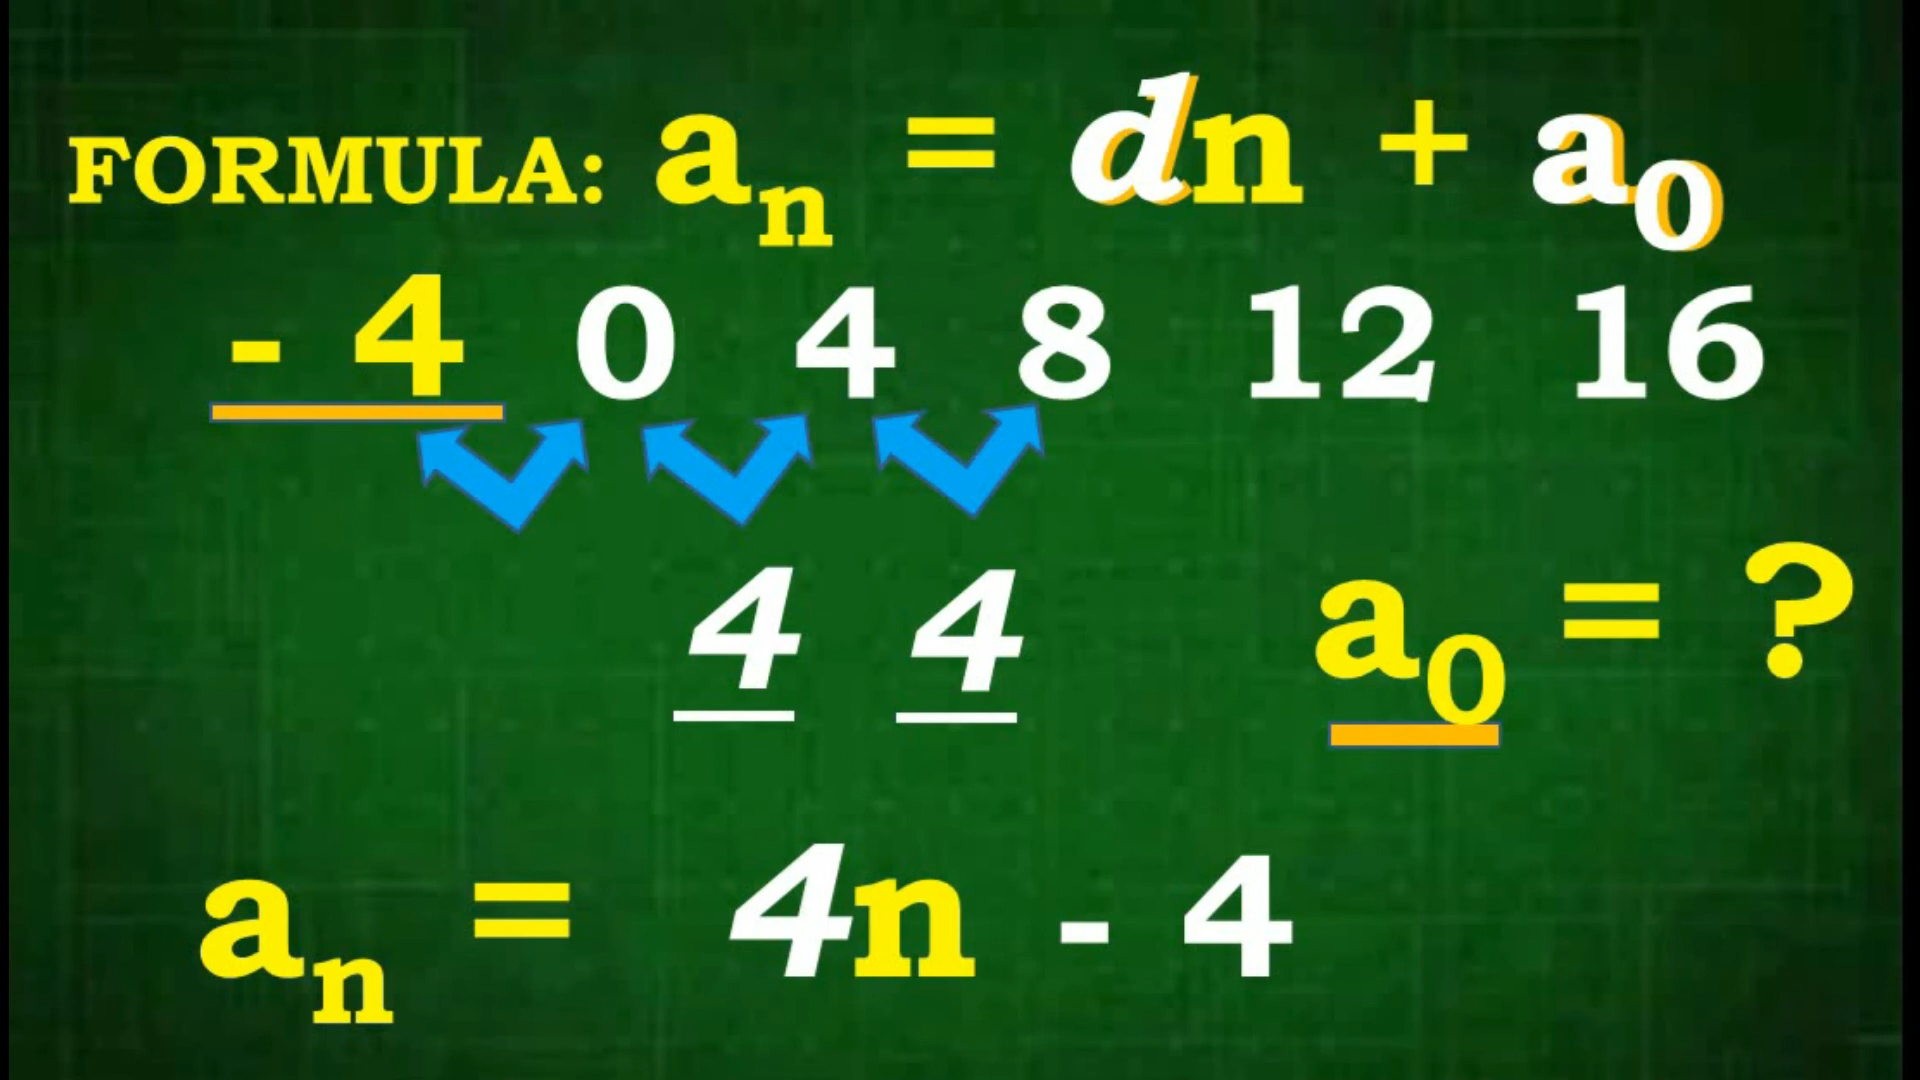 FORMULA: aₙ = dn + a₀
- 4 0 4 8 12 16
4 4
a₀ = ?
aₙ = 4n - 4